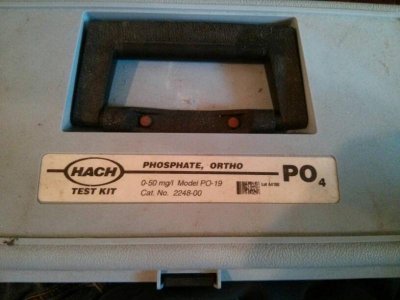 HACH
TEST KIT
PHOSPHATE, ORTHO
0-50 mg/l Model PO-19
Cat. No. 2248-00
PO4